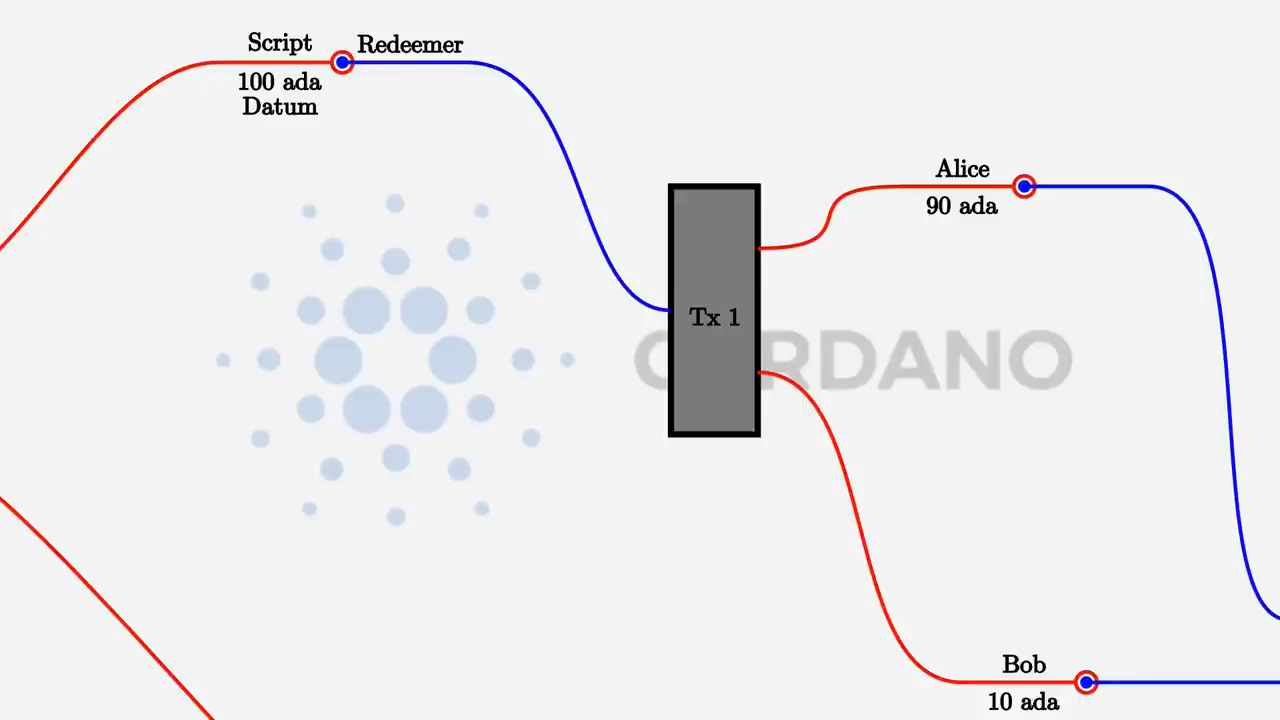 Script
Redeemer
100 ada
Datum
Alice
90 ada
Tx 1
Bob
10 ada